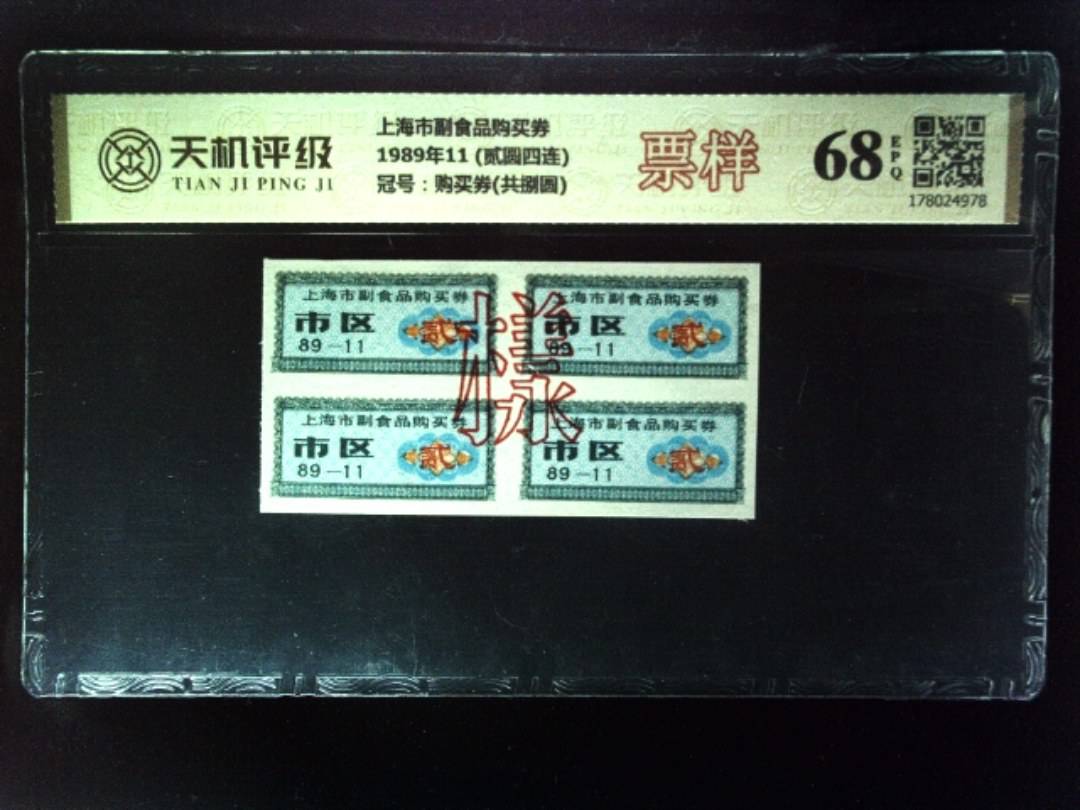 天机评级
TIAN JI PING JI
上海市副食品购买券
1989年11 (贰圆四连)
冠号：购买券(共捌圆)
票样
68
EPQ
178024978
上海市副食品购买券
市区
89-11
贰
上海市副食品购买券
市区
89-11
贰
样
上海市副食品购买券
市区
89-11
贰
上海市副食品购买券
市区
89-11
贰